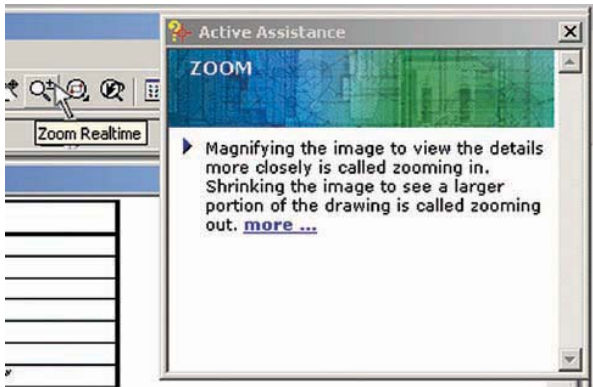 Active Assistance
ZOOM
Zoom Realtime
Magnifying the image to view the details
more closely is called zooming in.
Shrinking the image to see a larger
portion of the drawing is called zooming
out. more ...